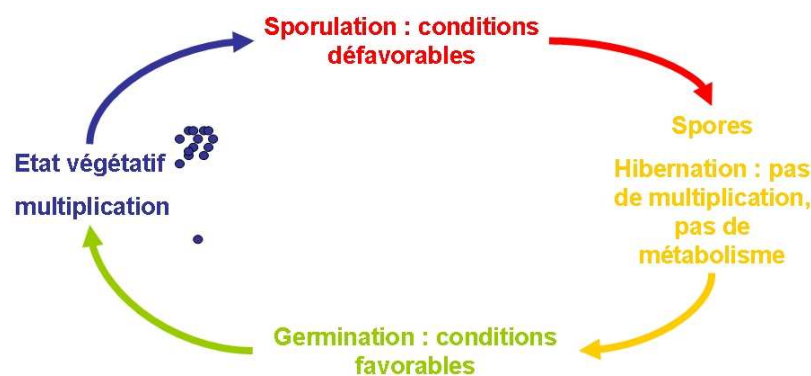 Sporulation : conditions
défavorables
Spores
Hibernation : pas
de multiplication,
pas de
métabolisme
Etat végétatif
multiplication
Germination : conditions
favorables